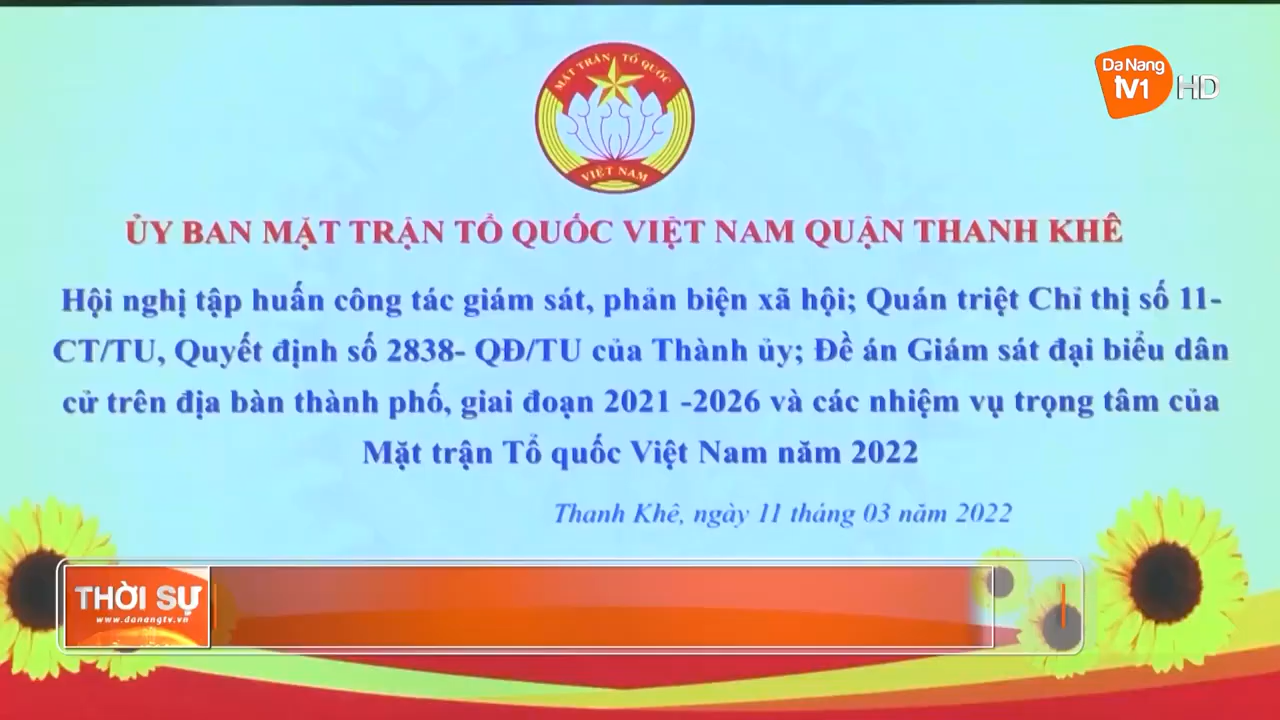 MẶT TRẬN TỔ QUỐC
VIỆT NAM
Da Nang
TV1 HD
ỦY BAN MẶT TRẬN TỔ QUỐC VIỆT NAM QUẬN THANH KHÊ
Hội nghị tập huấn công tác giám sát, phản biện xã hội; Quán triệt Chỉ thị số 11-
CT/TU, Quyết định số 2838- QĐ/TU của Thành ủy; Đề án Giám sát đại biểu dân
cử trên địa bàn thành phố, giai đoạn 2021 -2026 và các nhiệm vụ trọng tâm của
Mặt trận Tổ quốc Việt Nam năm 2022
Thanh Khê, ngày 11 tháng 03 năm 2022
THỜI SỰ
www.danangtv.vn